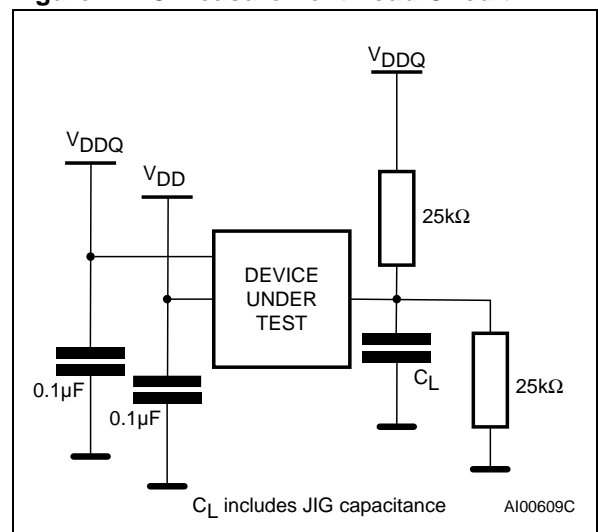 VDDQ
VDDQ
VDD
25kΩ
DEVICE
UNDER
TEST
CL
0.1µF
0.1µF
25kΩ
CL includes JIG capacitance
AI00609C